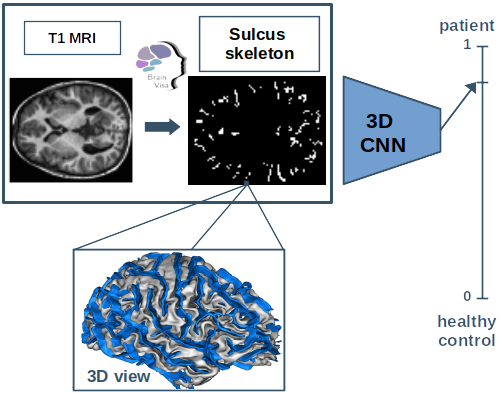 T1 MRI
Brain
Visa
Sulcus
skeleton
3D
CNN
patient
1
0
healthy
control
3D view